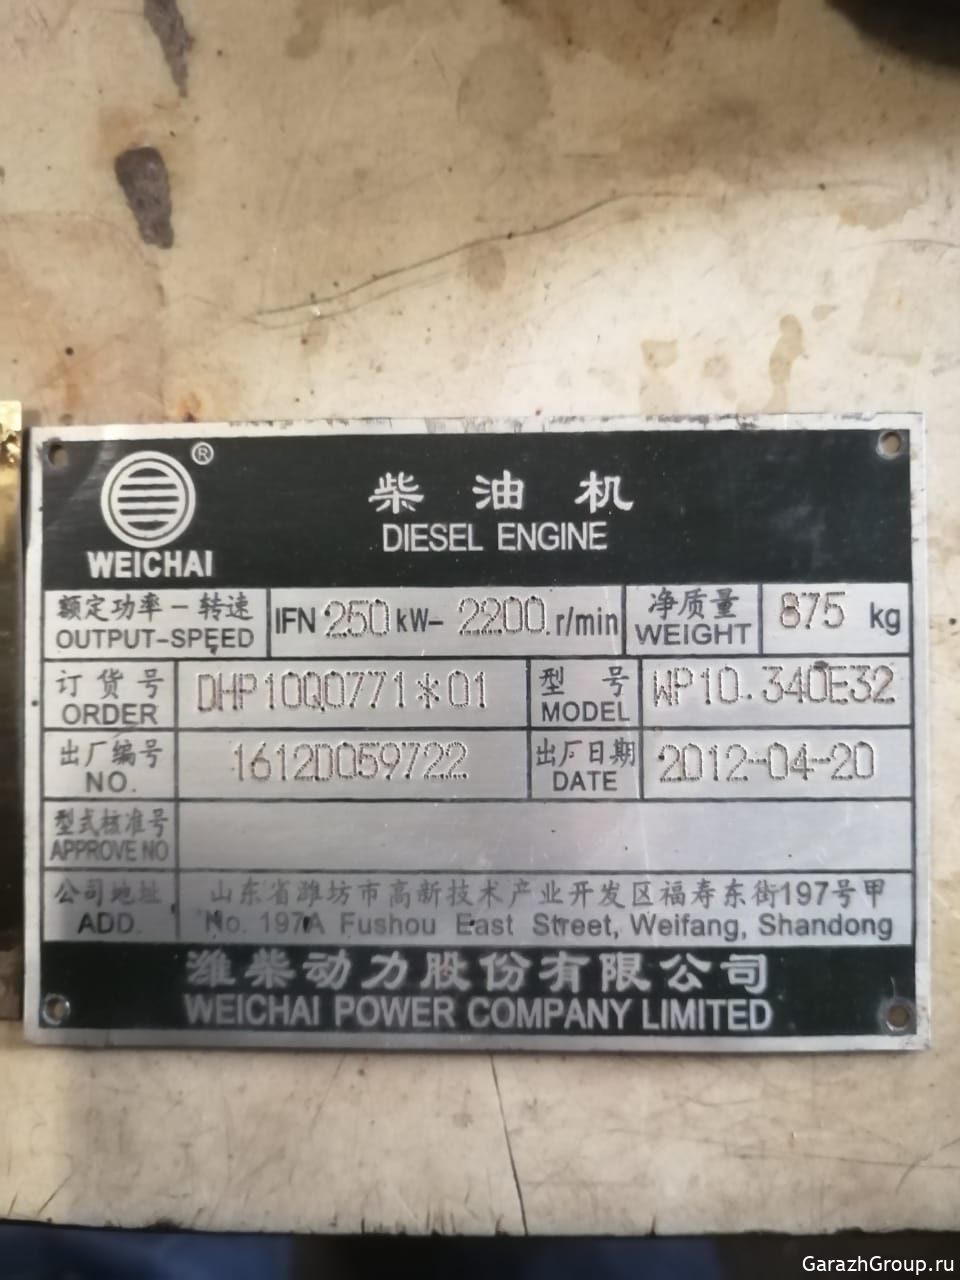 ®
WEICHAI
柴油机
DIESEL ENGINE
额定功率－转速
OUTPUT-SPEED
IFN 250 kW- 2200 r/min
净质量
WEIGHT
875 kg
订货号
ORDER
DHP10Q0771*01
型号
MODEL
WP10.340E32
出厂编号
NO.
1612D059722
出厂日期
DATE
2012-04-20
型式核准号
APPROVE NO
公司地址
ADD.
山东省潍坊市高新技术产业开发区福寿东街197号甲
No. 197A Fushou East Street, Weifang, Shandong
潍柴动力股份有限公司
WEICHAI POWER COMPANY LIMITED
GarazhGroup.ru